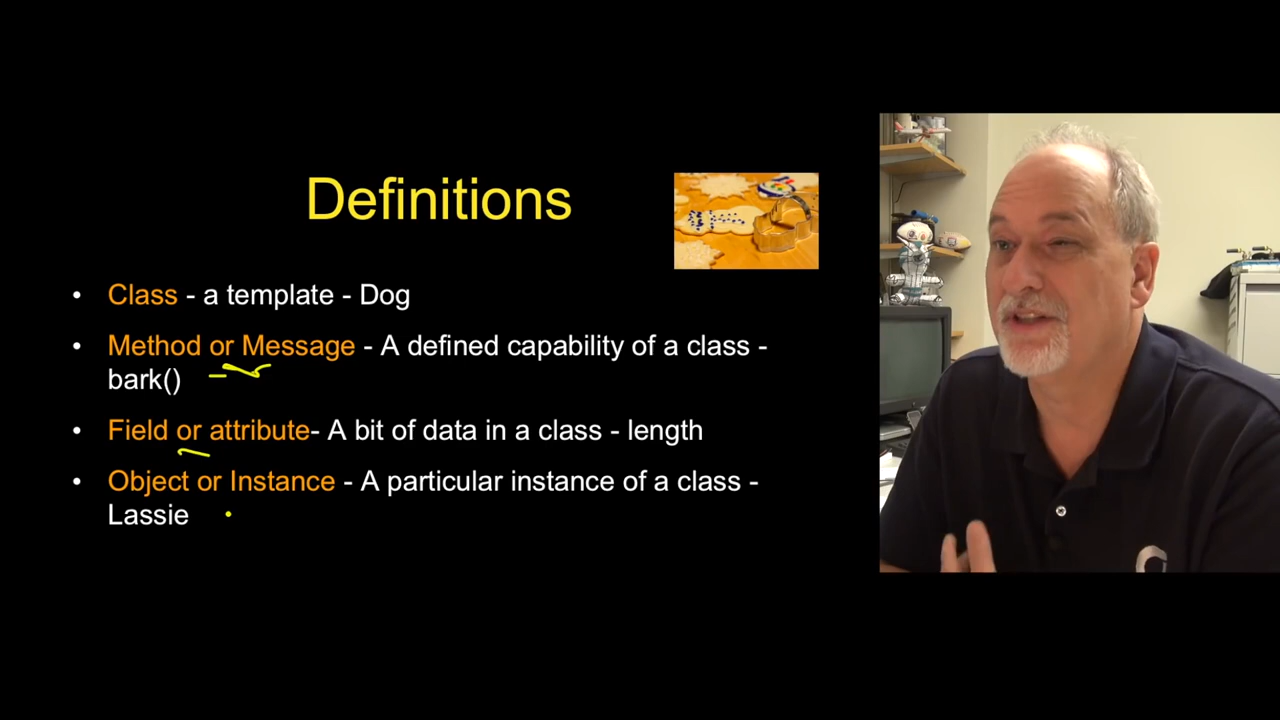 Definitions
• Class - a template - Dog
• Method or Message - A defined capability of a class -
bark()
• Field or attribute- A bit of data in a class - length
• Object or Instance - A particular instance of a class -
Lassie